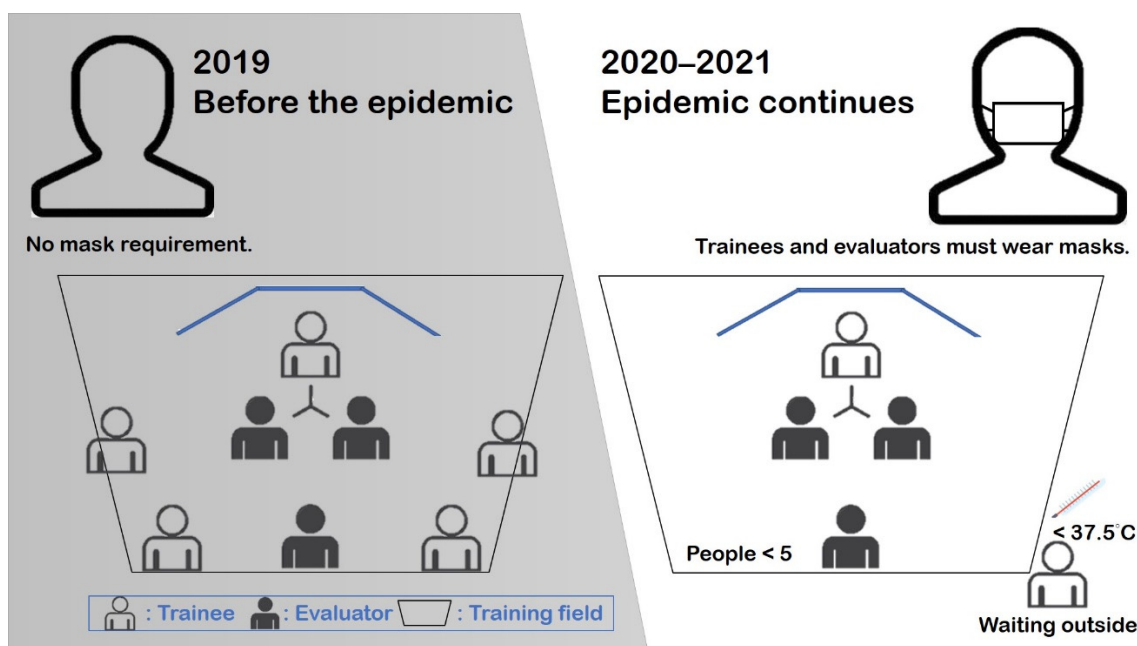 2019
Before the epidemic
No mask requirement.
: Trainee : Evaluator : Training field
2020–2021
Epidemic continues
Trainees and evaluators must wear masks.
< 37.5°C
People < 5
Waiting outside